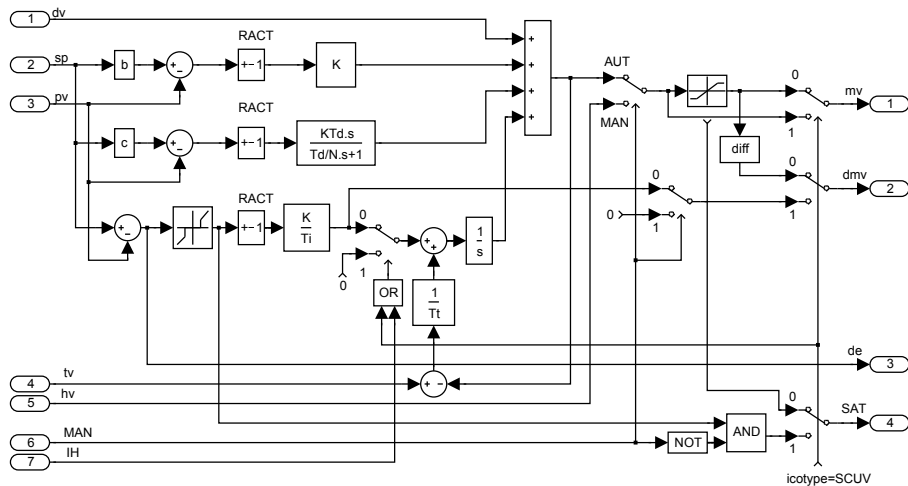 1 dv
2 sp
3 pv
b
+ −
RACT
+−1
K
c
+ −
RACT
+−1
KTd.s
Td/N.s+1
+ −
RACT
+−1
K
Ti
0
1
0
OR
+
+
1
s
1
Tt
+
+
+
+
AUT
MAN
0
1
mv
1
diff
0
1
dmv
2
0
0
1
de
3
4 tv
5 hv
+ −
6 MAN
7 IH
NOT
AND
0
1
SAT
4
icotype=SCUV